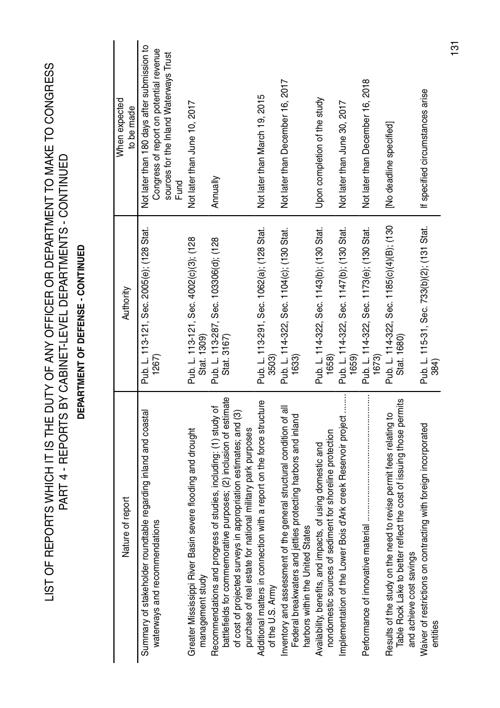 LIST OF REPORTS WHICH IT IS THE DUTY OF ANY OFFICER OR DEPARTMENT TO MAKE TO CONGRESS
PART 4 - REPORTS BY CABINET-LEVEL DEPARTMENTS - CONTINUED
DEPARTMENT OF DEFENSE - CONTINUED
Nature of report
Authority
When expected
to be made
Summary of stakeholder roundtable regarding inland and coastal
waterways and recommendations
Pub. L. 113-121, Sec. 2005(e); (128 Stat.
1267)
Not later than 180 days after submission to
Congress of report on potential revenue
sources for the Inland Waterways Trust
Fund
Greater Mississippi River Basin severe flooding and drought
management study
Pub. L. 113-121, Sec. 4002(c)(3); (128
Stat. 1309)
Not later than June 10, 2017
Recommendations and progress of studies, including: (1) study of
battlefields for commemorative purposes; (2) inclusion of estimate
of cost of projected surveys in appropriation estimates; and (3)
purchase of real estate for national military park purposes
Pub. L. 113-287, Sec. 103306(d); (128
Stat. 3167)
Annually
Additional matters in connection with a report on the force structure
of the U.S. Army
Pub. L. 113-291, Sec. 1062(a); (128 Stat.
3503)
Not later than March 19, 2015
Inventory and assessment of the general structural condition of all
Federal breakwaters and jetties protecting harbors and inland
harbors within the United States
Pub. L. 114-322, Sec. 1104(c); (130 Stat.
1633)
Not later than December 16, 2017
Availability, benefits, and impacts, of using domestic and
nondomestic sources of sediment for shoreline protection
Pub. L. 114-322, Sec. 1143(b); (130 Stat.
1658)
Upon completion of the study
Implementation of the Lower Bois d'Ark creek Reservoir project......
Pub. L. 114-322, Sec. 1147(b); (130 Stat.
1659)
Not later than June 30, 2017
Performance of innovative material ..........................................
Pub. L. 114-322, Sec. 1173(e); (130 Stat.
1673)
Not later than December 16, 2018
Results of the study on the need to revise permit fees relating to
Table Rock Lake to better reflect the cost of issuing those permits
and achieve cost savings
Pub. L. 114-322, Sec. 1185(c)(4)(B); (130
Stat. 1680)
[No deadline specified]
Waiver of restrictions on contracting with foreign incorporated
entities
Pub. L. 115-31, Sec. 733(b)(2); (131 Stat.
384)
If specified circumstances arise
131